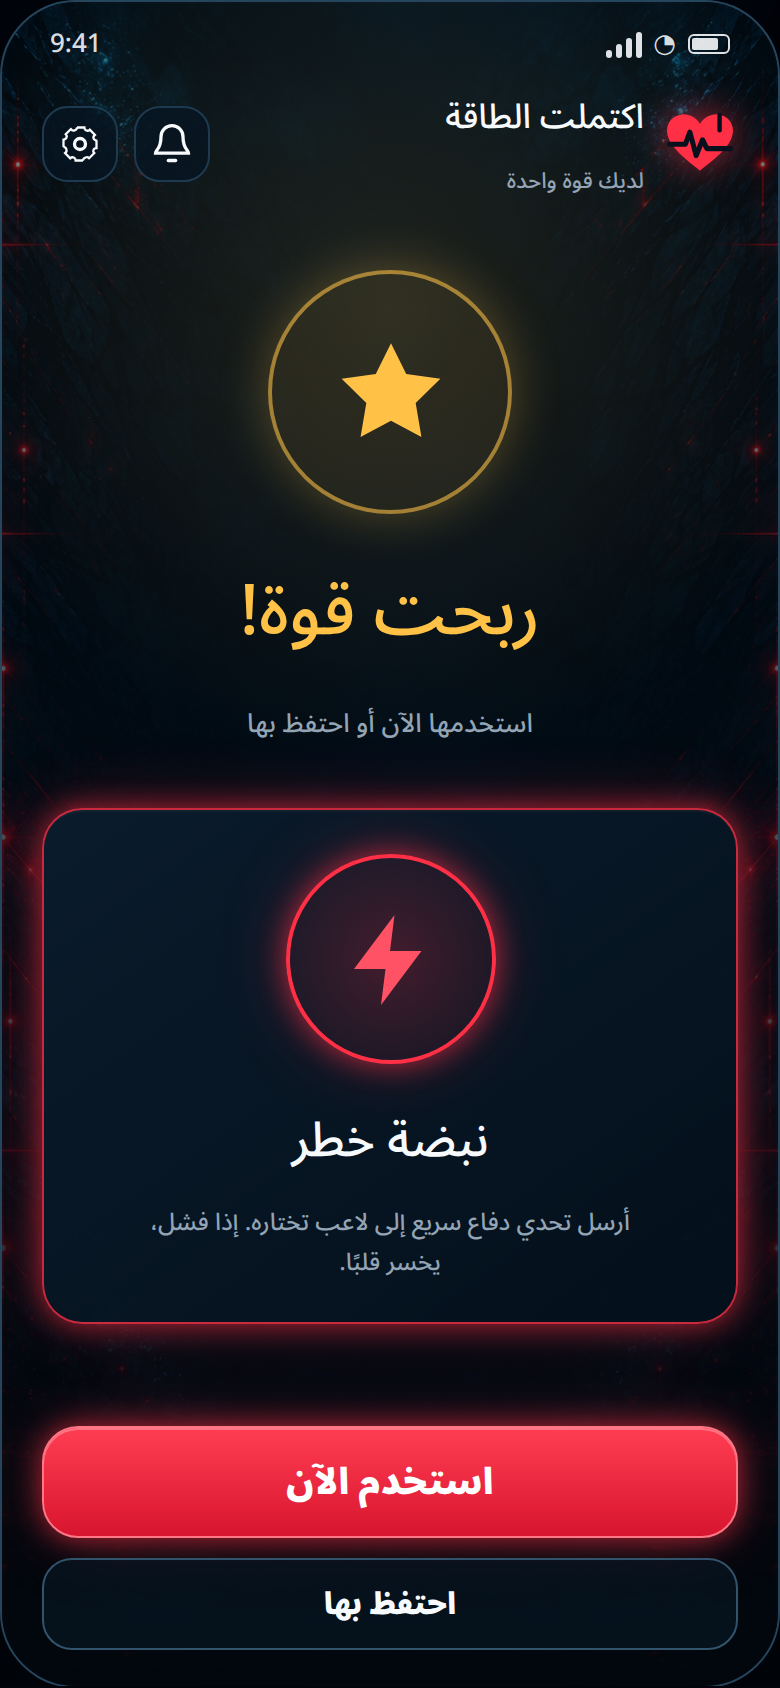 9:41
اكتملت الطاقة
لديك قوة واحدة
ربحت قوة!
استخدمها الآن أو احتفظ بها
نبضة خطر
أرسل تحدي دفاع سريع إلى لاعب تختاره. إذا فشل،
يخسر قلبًا.
استخدم الآن
احتفظ بها